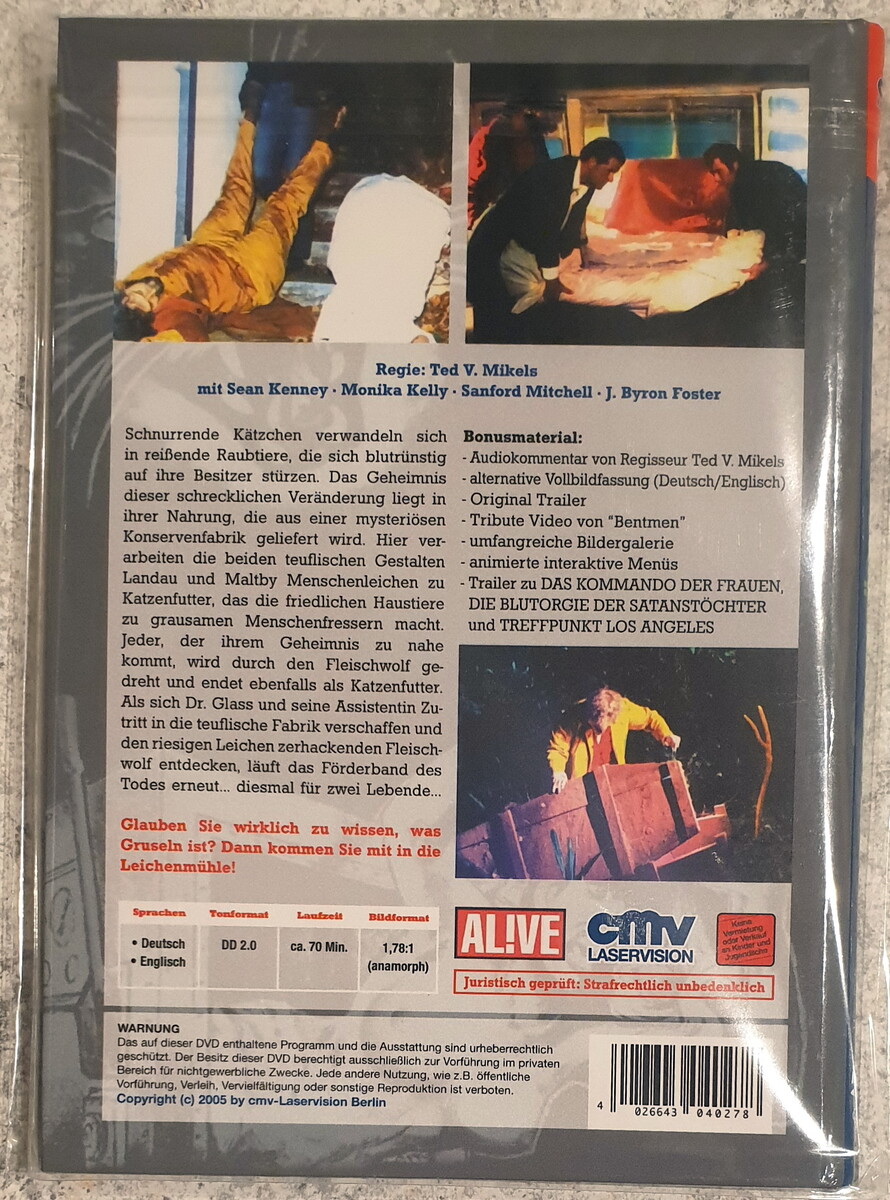 Regie: Ted V. Mikels
mit Sean Kenney · Monika Kelly · Sanford Mitchell · J. Byron Foster
Schnurrende Kätzchen verwandeln sich
in reißende Raubtiere, die sich blutrünstig
auf ihre Besitzer stürzen. Das Geheimnis
dieser schrecklichen Veränderung liegt in
ihrer Nahrung, die aus einer mysteriösen
Konservenfabrik geliefert wird. Hier ver-
arbeiten die beiden teuflischen Gestalten
Landau und Maltby Menschenleichen zu
Katzenfutter, das die friedlichen Haustiere
zu grausamen Menschenfressern macht.
Jeder, der ihrem Geheimnis zu nahe
kommt, wird durch den Fleischwolf ge-
dreht und endet ebenfalls als Katzenfutter.
Als sich Dr. Glass und seine Assistentin Zu-
tritt in die teuflische Fabrik verschaffen und
den riesigen Leichen zerhackenden Fleisch-
wolf entdecken, läuft das Förderband des
Todes erneut... diesmal für zwei Lebende...
Glauben Sie wirklich zu wissen, was
Gruseln ist? Dann kommen Sie mit in die
Leichenmühle!
Bonusmaterial:
- Audiokommentar von Regisseur Ted V. Mikels
- alternative Vollbildfassung (Deutsch/Englisch)
- Original Trailer
- Tribute Video von "Bentmen"
- umfangreiche Bildergalerie
- animierte interaktive Menüs
- Trailer zu DAS KOMMANDO DER FRAUEN,
DIE BLUTORGIE DER SATANSTÖCHTER
und TREFFPUNKT LOS ANGELES
Sprachen Tonformat Laufzeit Bildformat
• Deutsch DD 2.0 ca. 70 Min. 1,78:1
• Englisch (anamorph)
AL!VE
cmv
LASERVISION
Keine
Vermietung
oder Verkauf
an Kinder und
Jugendliche
Juristisch geprüft: Strafrechtlich unbedenklich
WARNUNG
Das auf dieser DVD enthaltene Programm und die Ausstattung sind urheberrechtlich
geschützt. Der Besitz dieser DVD berechtigt ausschließlich zur Vorführung im privaten
Bereich für nichtgewerbliche Zwecke. Jede andere Nutzung, wie z.B. öffentliche
Vorführung, Verleih, Vervielfältigung oder sonstige Reproduktion ist verboten.
Copyright (c) 2005 by cmv-Laservision Berlin
4 026643 040278